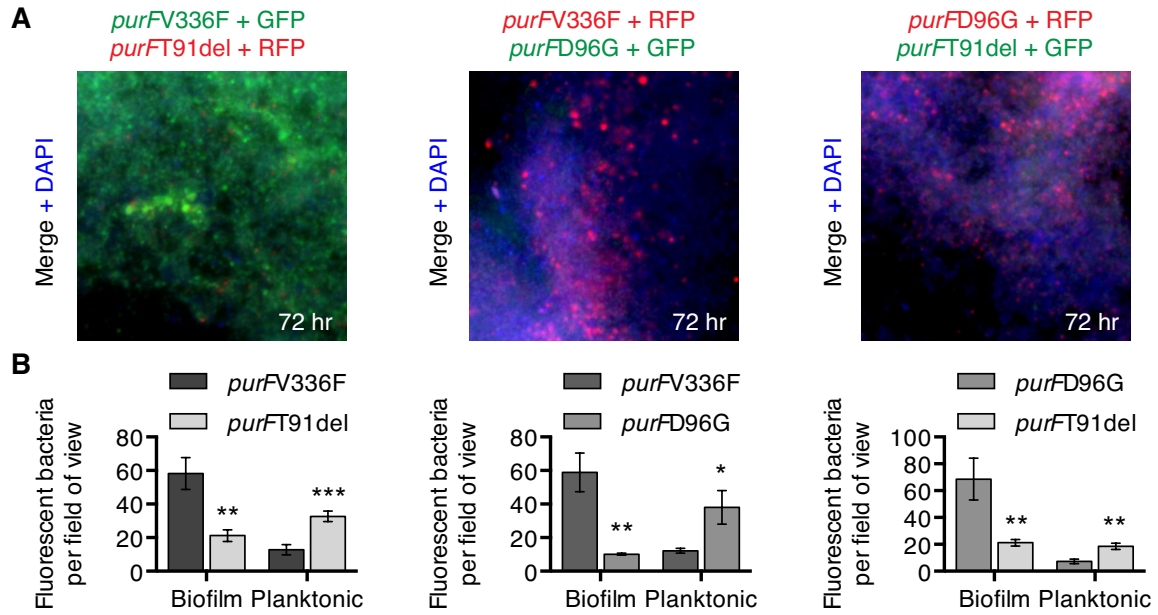 A
purFV336F + GFP
purFT91del + RFP
purFV336F + RFP
purFD96G + GFP
purFD96G + RFP
purFT91del + GFP
Merge + DAPI
72 hr
Merge + DAPI
72 hr
Merge + DAPI
72 hr
B
Fluorescent bacteria
per field of view
purFV336F
purFT91del
80
60
40
20
0
**
***
Biofilm Planktonic
Fluorescent bacteria
per field of view
purFV336F
purFD96G
80
60
40
20
0
**
*
Biofilm Planktonic
Fluorescent bacteria
per field of view
purFD96G
purFT91del
100
80
60
40
20
0
**
**
Biofilm Planktonic